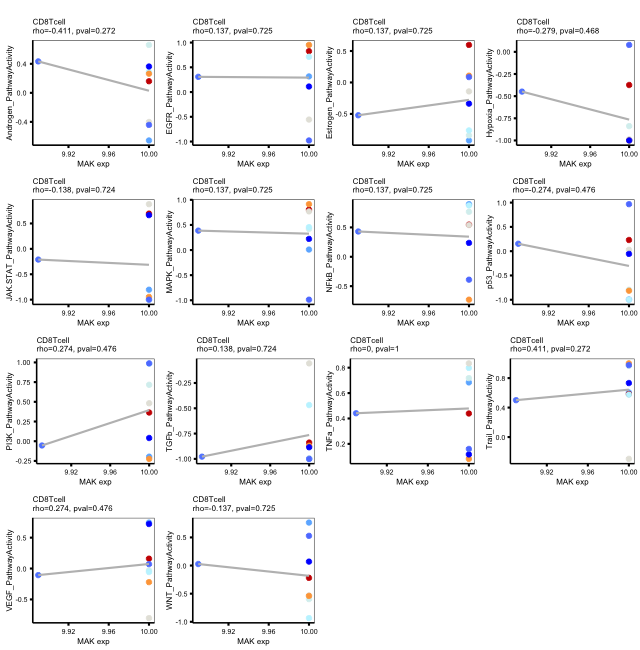 CD8Tcell
rho=-0.411, pval=0.272
Androgen_PathwayActivity
0.4
0.0
-0.4
9.92
9.96
10.00
MAK exp
CD8Tcell
rho=0.137, pval=0.725
EGFR_PathwayActivity
1.0
0.5
0.0
-0.5
-1.0
9.92
9.96
10.00
MAK exp
CD8Tcell
rho=0.137, pval=0.725
Estrogen_PathwayActivity
0.5
0.0
-0.5
9.92
9.96
10.00
MAK exp
CD8Tcell
rho=-0.279, pval=0.468
Hypoxia_PathwayActivity
0.00
-0.25
-0.50
-0.75
-1.00
9.92
9.96
10.00
MAK exp
CD8Tcell
rho=-0.138, pval=0.724
JAK.STAT_PathwayActivity
0.5
0.0
-0.5
-1.0
9.92
9.96
10.00
MAK exp
CD8Tcell
rho=0.137, pval=0.725
MAPK_PathwayActivity
1.0
0.5
0.0
-0.5
-1.0
9.92
9.96
10.00
MAK exp
CD8Tcell
rho=0.137, pval=0.725
NFkB_PathwayActivity
0.5
0.0
-0.5
9.92
9.96
10.00
MAK exp
CD8Tcell
rho=-0.274, pval=0.476
p53_PathwayActivity
1.0
0.5
0.0
-0.5
-1.0
9.92
9.96
10.00
MAK exp
CD8Tcell
rho=0.274, pval=0.476
PI3K_PathwayActivity
1.00
0.75
0.50
0.25
0.00
-0.25
9.92
9.96
10.00
MAK exp
CD8Tcell
rho=0.138, pval=0.724
TGFb_PathwayActivity
-0.25
-0.50
-0.75
-1.00
9.92
9.96
10.00
MAK exp
CD8Tcell
rho=0, pval=1
TNFa_PathwayActivity
0.8
0.6
0.4
0.2
9.92
9.96
10.00
MAK exp
CD8Tcell
rho=0.411, pval=0.272
Trail_PathwayActivity
0.8
0.4
0.0
9.92
9.96
10.00
MAK exp
CD8Tcell
rho=0.274, pval=0.476
VEGF_PathwayActivity
0.5
0.0
-0.5
9.92
9.96
10.00
MAK exp
CD8Tcell
rho=-0.137, pval=0.725
WNT_PathwayActivity
0.5
0.0
-0.5
-1.0
9.92
9.96
10.00
MAK exp